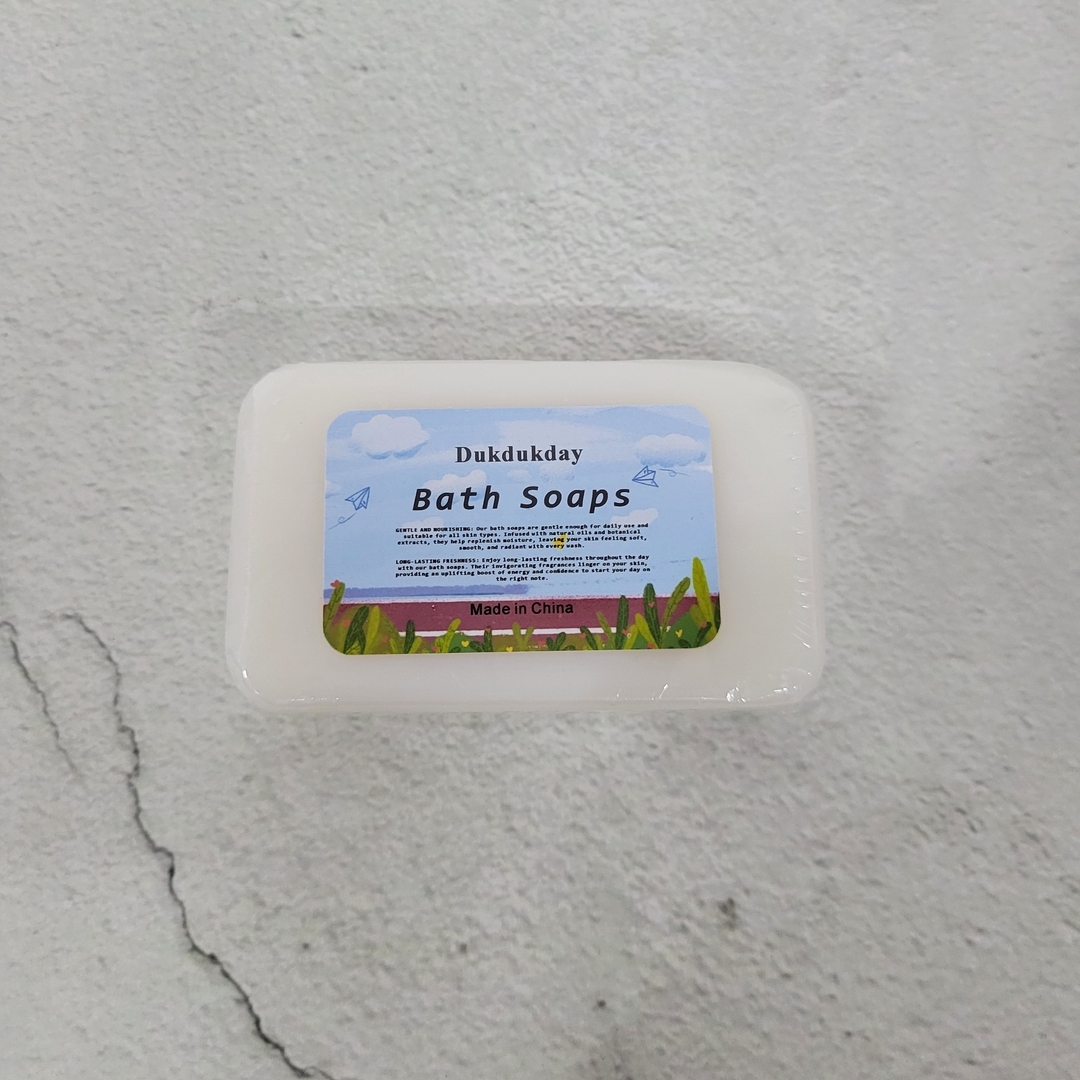 Dukdukday
Bath Soaps
GENTLE AND NOURISHING: Our bath soaps are gentle enough for daily use and
suitable for all skin types. Infused with natural oils and botanical
extracts, they help replenish moisture, leaving your skin feeling soft,
smooth, and radiant with every wash.
LONG-LASTING FRESHNESS: Enjoy long-lasting freshness throughout the day
with our bath soaps. Their invigorating fragrances linger on your skin,
providing an uplifting boost of energy and confidence to start your day on
the right note.
Made in China